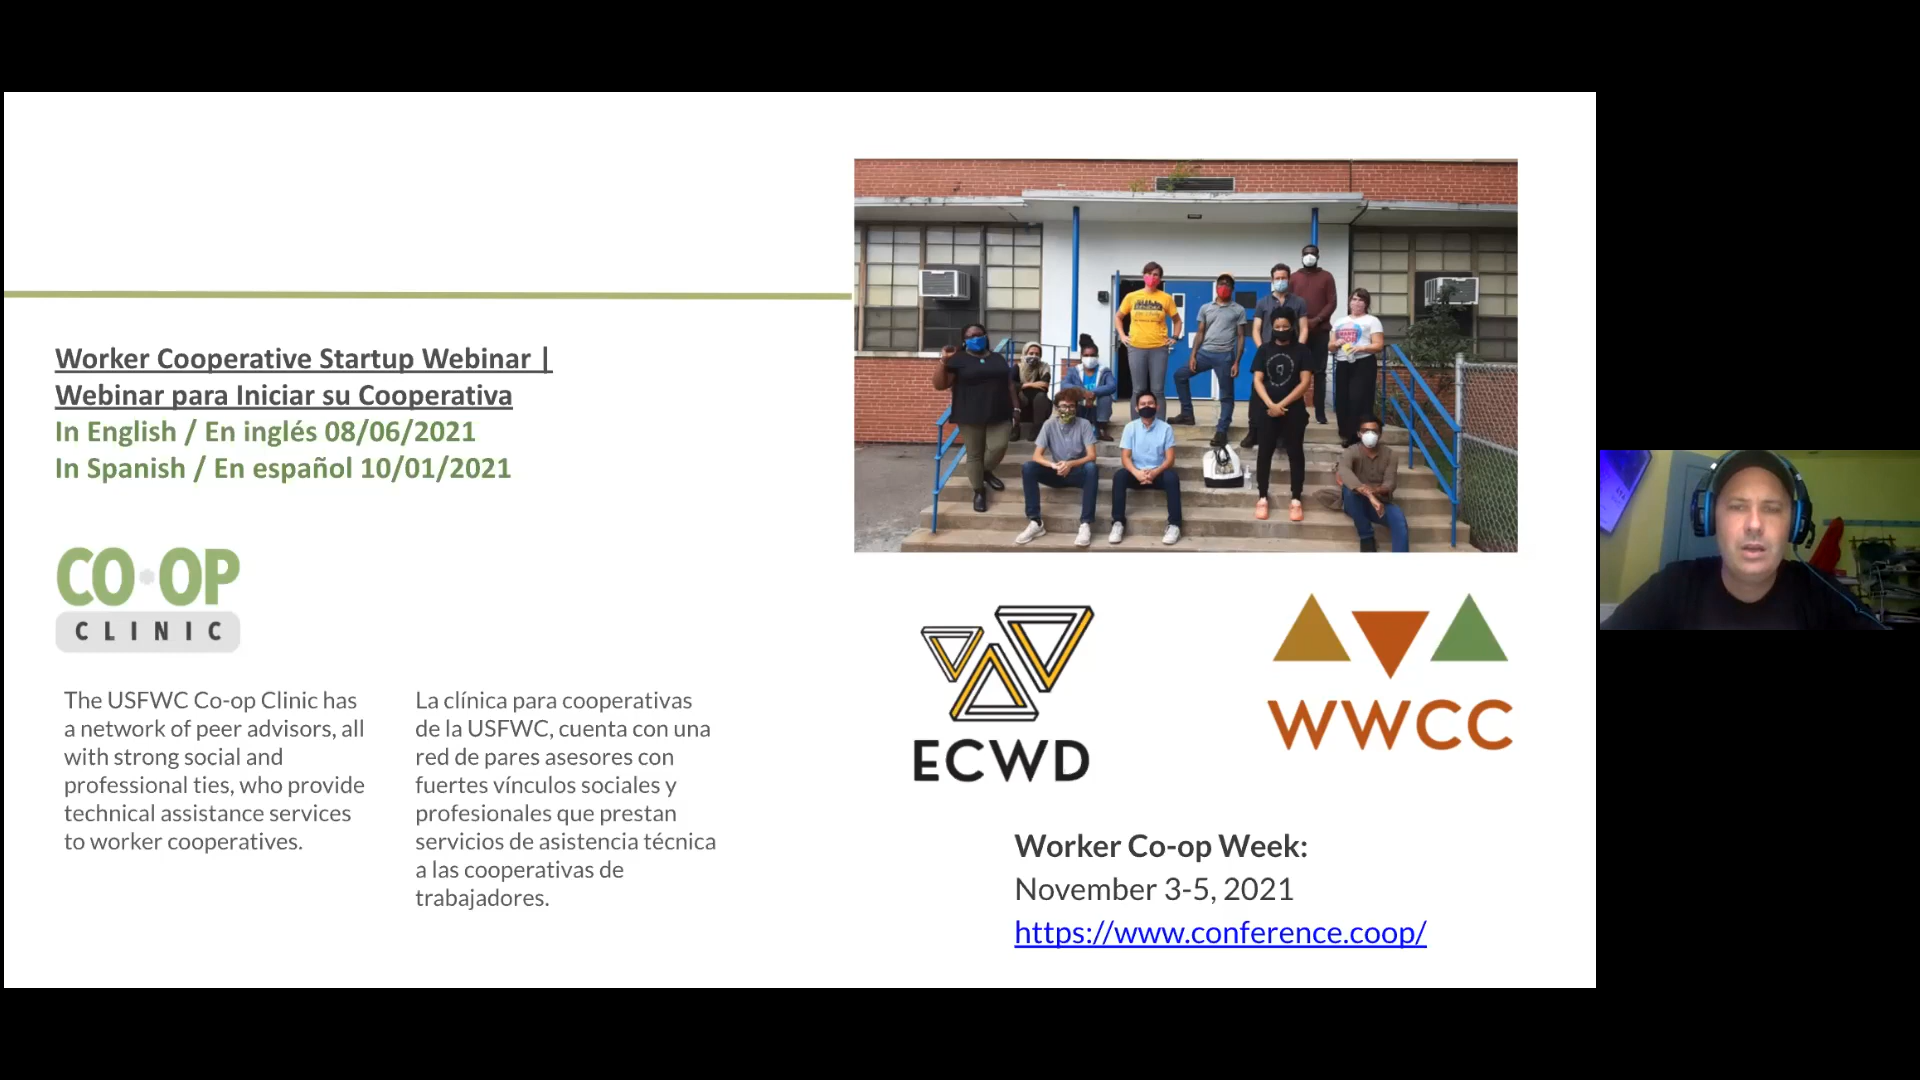 Worker Cooperative Startup Webinar |
Webinar para Iniciar su Cooperativa
In English / En inglés 08/06/2021
In Spanish / En español 10/01/2021
CO•OP
CLINIC
The USFWC Co-op Clinic has
a network of peer advisors, all
with strong social and
professional ties, who provide
technical assistance services
to worker cooperatives.
La clínica para cooperativas
de la USFWC, cuenta con una
red de pares asesores con
fuertes vínculos sociales y
profesionales que prestan
servicios de asistencia técnica
a las cooperativas de
trabajadores.
ECWD
WWCC
Worker Co-op Week:
November 3-5, 2021
https://www.conference.coop/